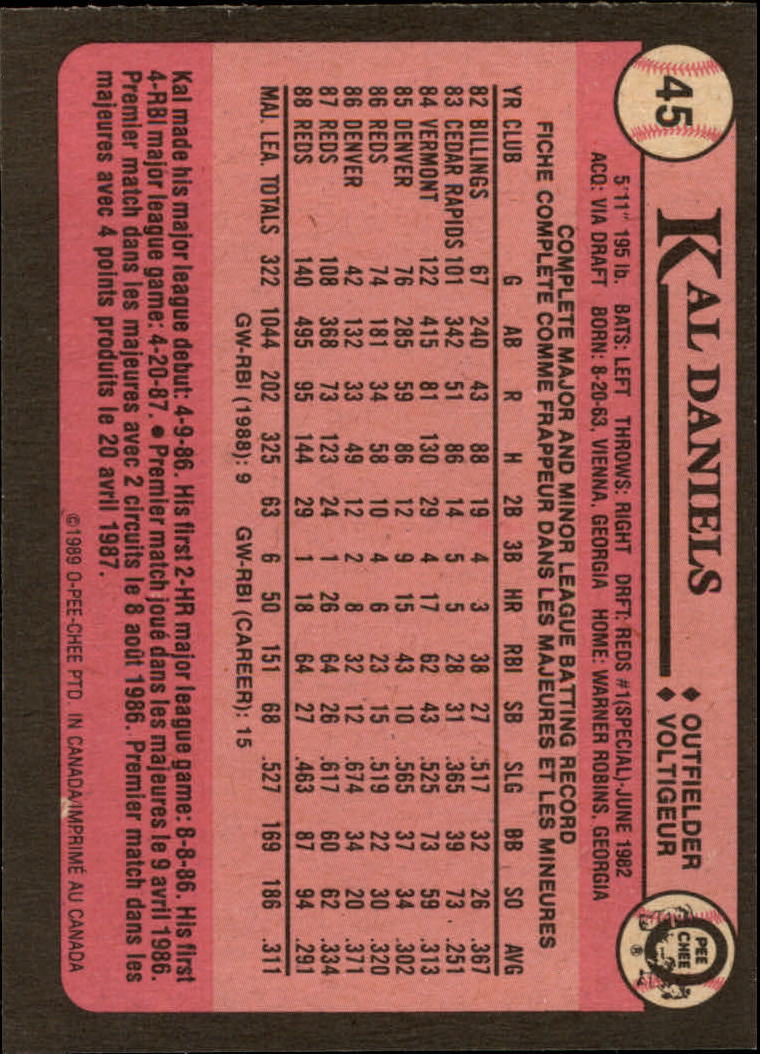 45
KAL DANIELS
♦ OUTFIELDER
♦ VOLTIGEUR
O PEE CHEE ®
5'11" 195 lb. BATS: LEFT THROWS: RIGHT DRFT: REDS #1(SPECIAL)-JUNE 1982
ACQ: VIA DRAFT BORN: 8-20-63, VIENNA, GEORGIA HOME: WARNER ROBINS, GEORGIA
COMPLETE MAJOR AND MINOR LEAGUE BATTING RECORD
FICHE COMPLETE COMME FRAPPEUR DANS LES MAJEURES ET LES MINEURES
YR CLUB G AB R H 2B 3B HR RBI SB SLG BB SO AVG
82 BILLINGS 67 240 43 88 19 4 3 38 27 .517 32 26 .367
83 CEDAR RAPIDS 101 342 51 86 14 5 5 28 31 .365 39 73 .251
84 VERMONT 122 415 81 130 29 4 17 62 43 .525 73 59 .313
85 DENVER 76 285 59 86 12 9 15 43 10 .565 37 34 .302
86 REDS 74 181 34 58 10 4 6 23 15 .519 22 30 .320
86 DENVER 42 132 33 49 12 2 8 32 12 .674 34 20 .371
87 REDS 108 368 73 123 24 1 26 64 26 .617 60 62 .334
88 REDS 140 495 95 144 29 1 18 64 27 .463 87 94 .291
MAJ. LEA. TOTALS 322 1044 202 325 63 6 50 151 68 .527 169 186 .311
GW-RBI (1988): 9 GW-RBI (CAREER): 15
Kal made his major league debut: 4-9-86. His first 2-HR major league game: 8-8-86. His first
4-RBI major league game: 4-20-87. ● Premier match joué dans les majeures le 9 avril 1986.
Premier match dans les majeures avec 2 circuits le 8 août 1986. Premier match dans les
majeures avec 4 points produits le 20 avril 1987.
©1989 O-PEE-CHEE PTD. IN CANADA/IMPRIMÉ AU CANADA